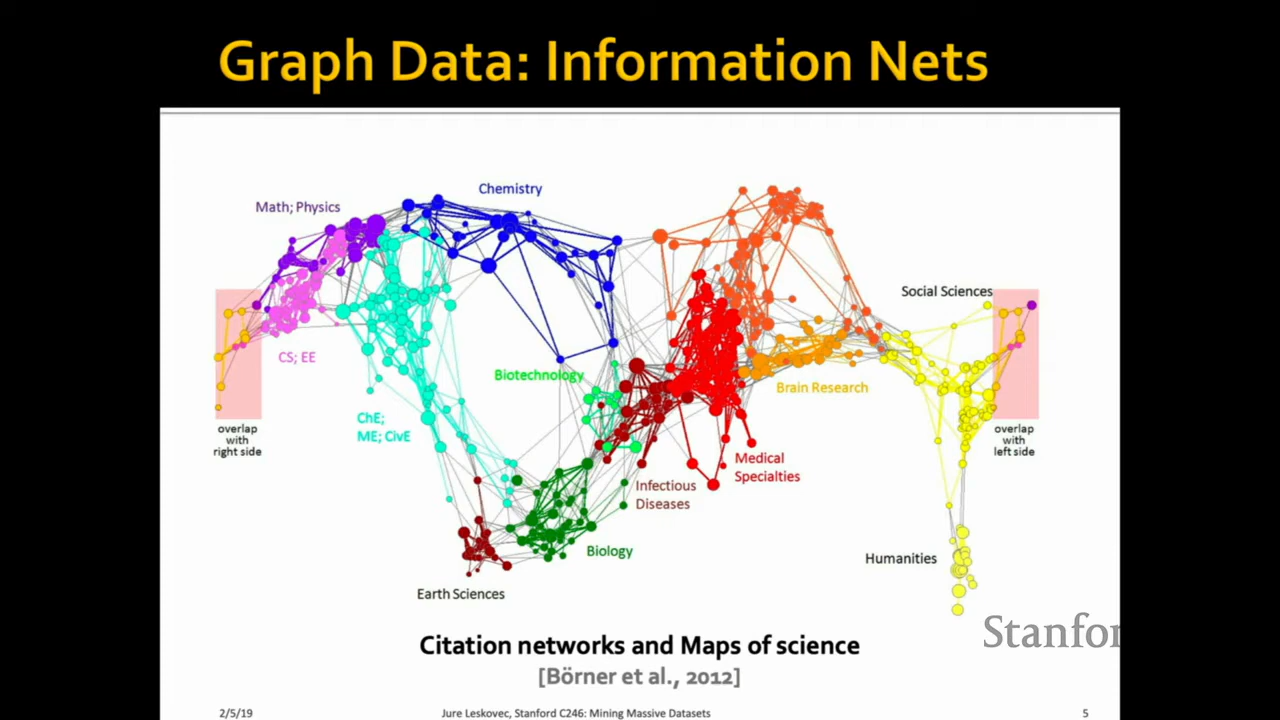 Graph Data: Information Nets
Chemistry
Math; Physics
Social Sciences
CS; EE
Biotechnology
Brain Research
ChE;
ME; CivE
overlap
with
right side
overlap
with
left side
Medical
Specialties
Infectious
Diseases
Biology
Humanities
Earth Sciences
Stanfor
Citation networks and Maps of science
[Börner et al., 2012]
2/5/19
Jure Leskovec, Stanford C246: Mining Massive Datasets
5